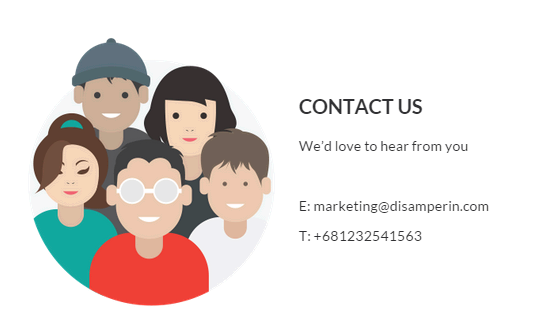 CONTACT US
We'd love to hear from you
E: marketing@disamperin.com
T: +681232541563